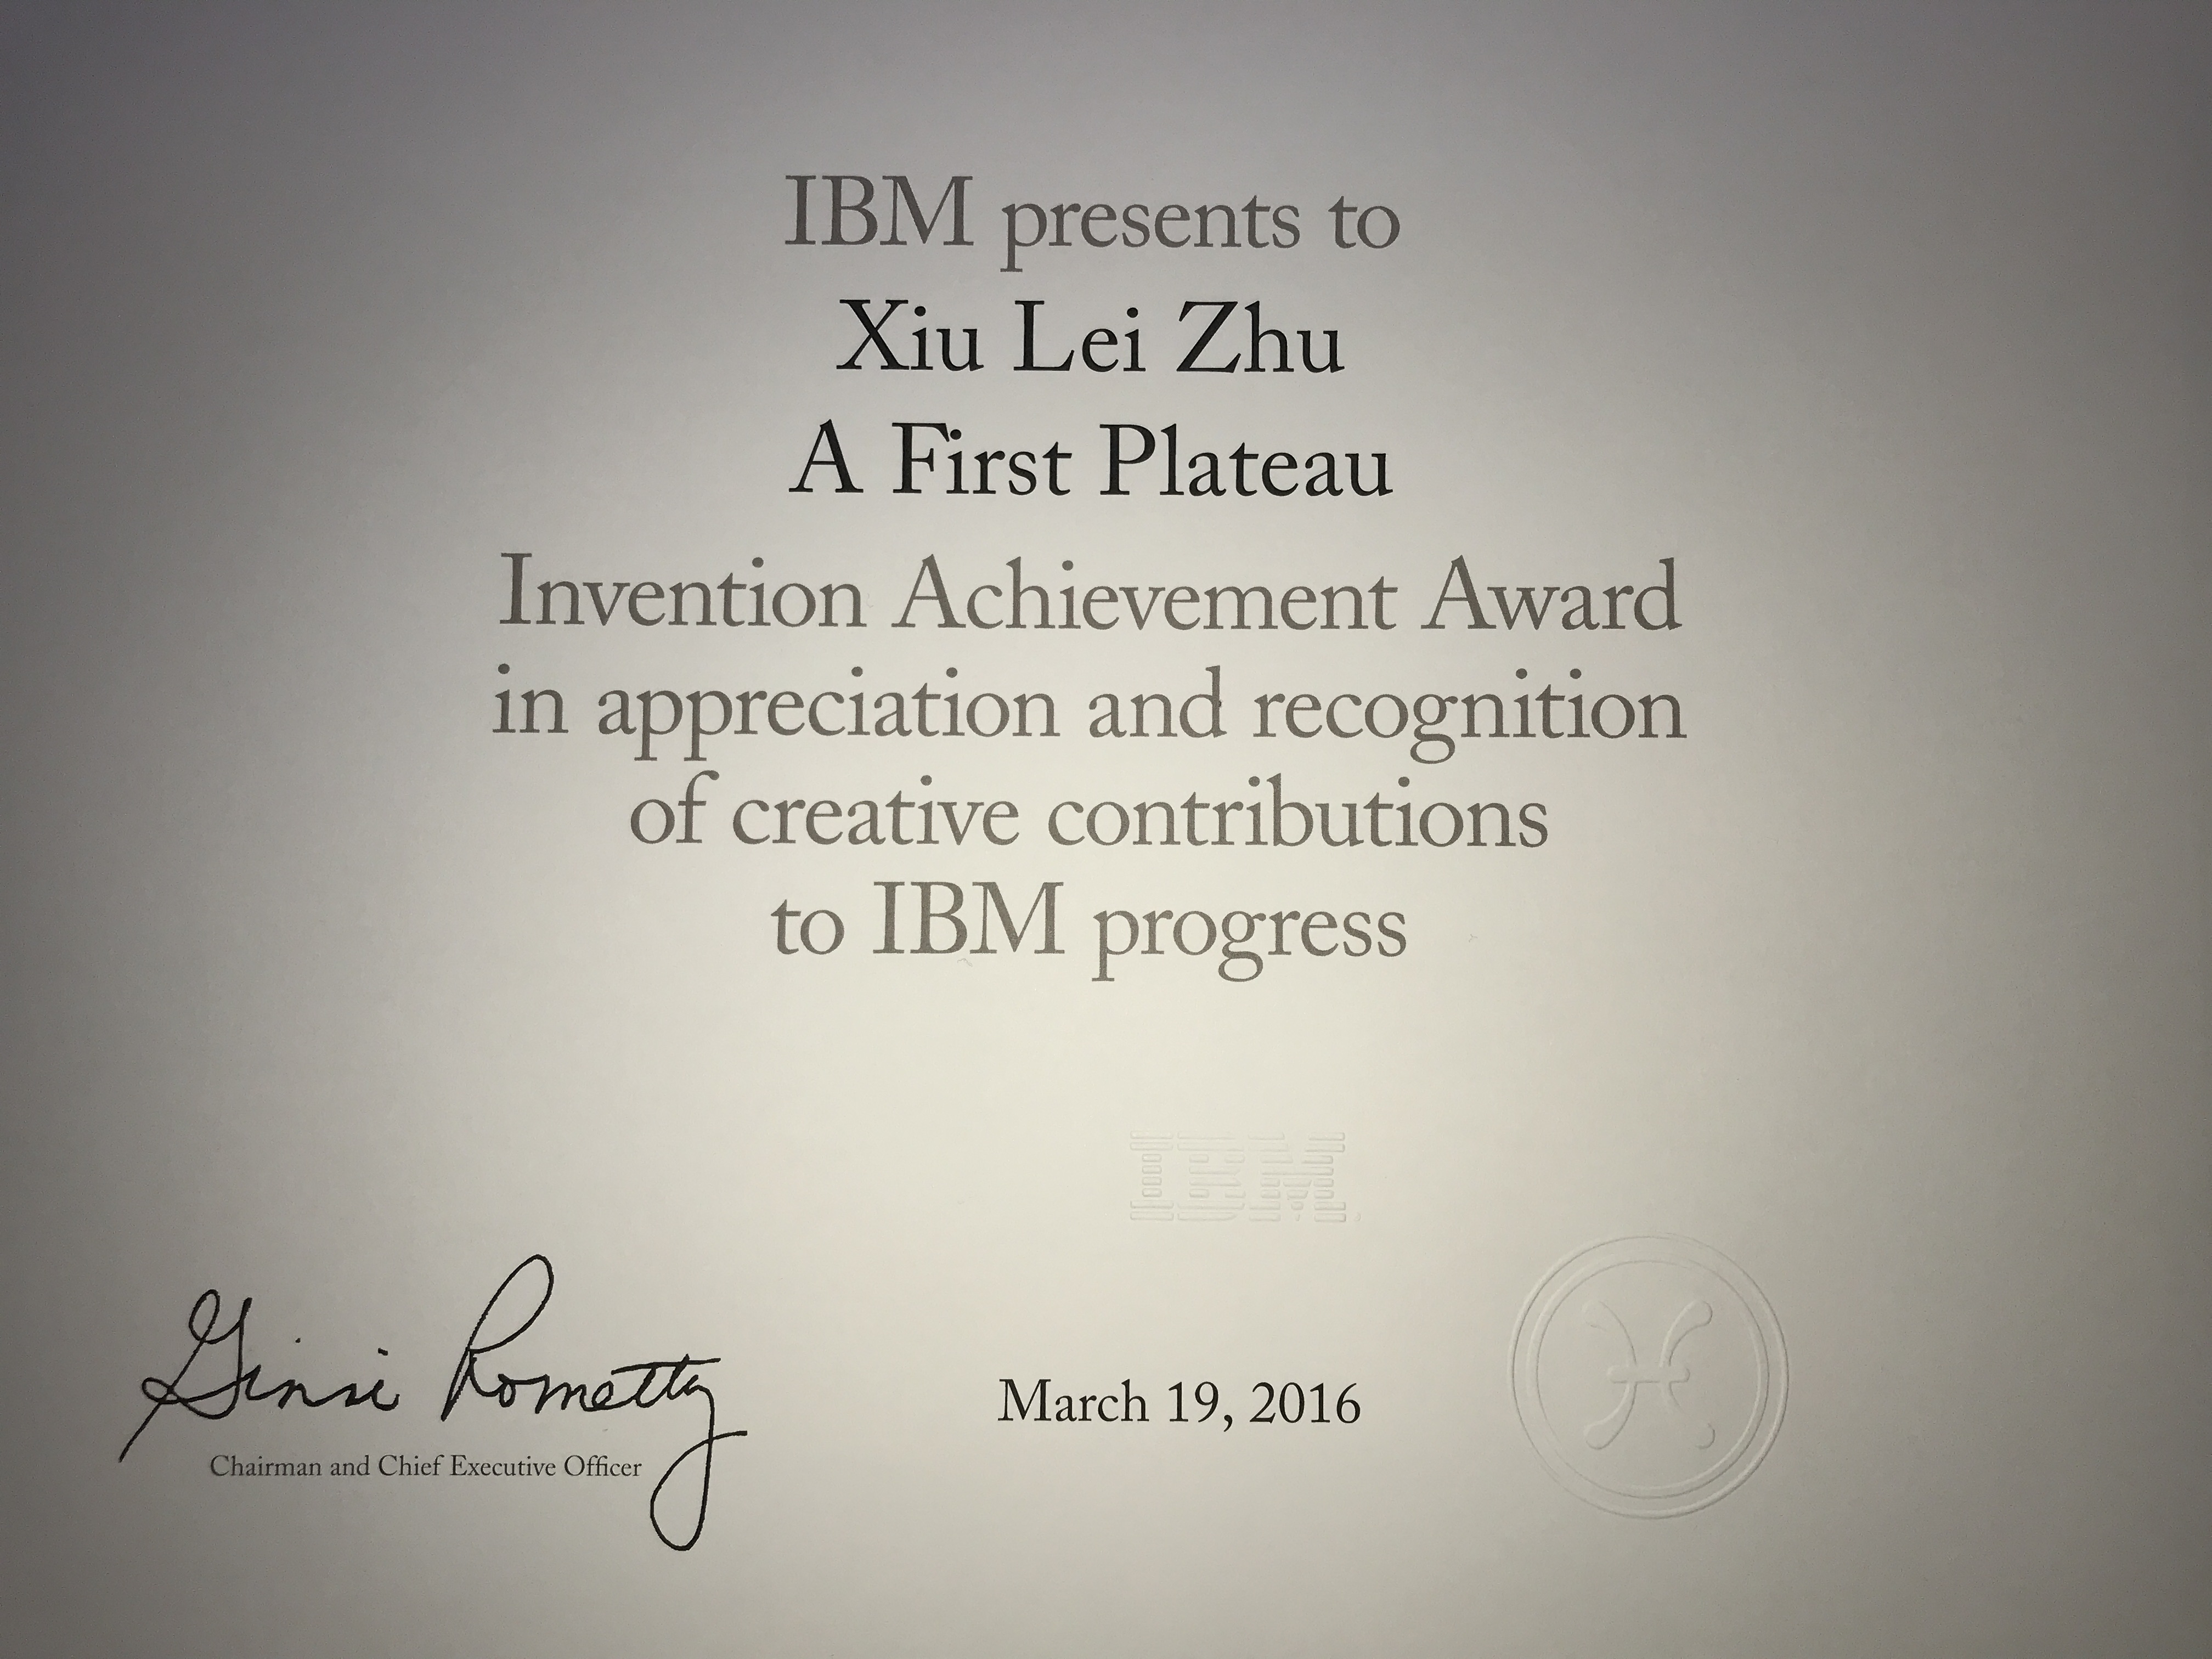 IBM presents to
Xiu Lei Zhu
A First Plateau
Invention Achievement Award
in appreciation and recognition
of creative contributions
to IBM progress
IBM
Ginni Rometty
Chairman and Chief Executive Officer
March 19, 2016